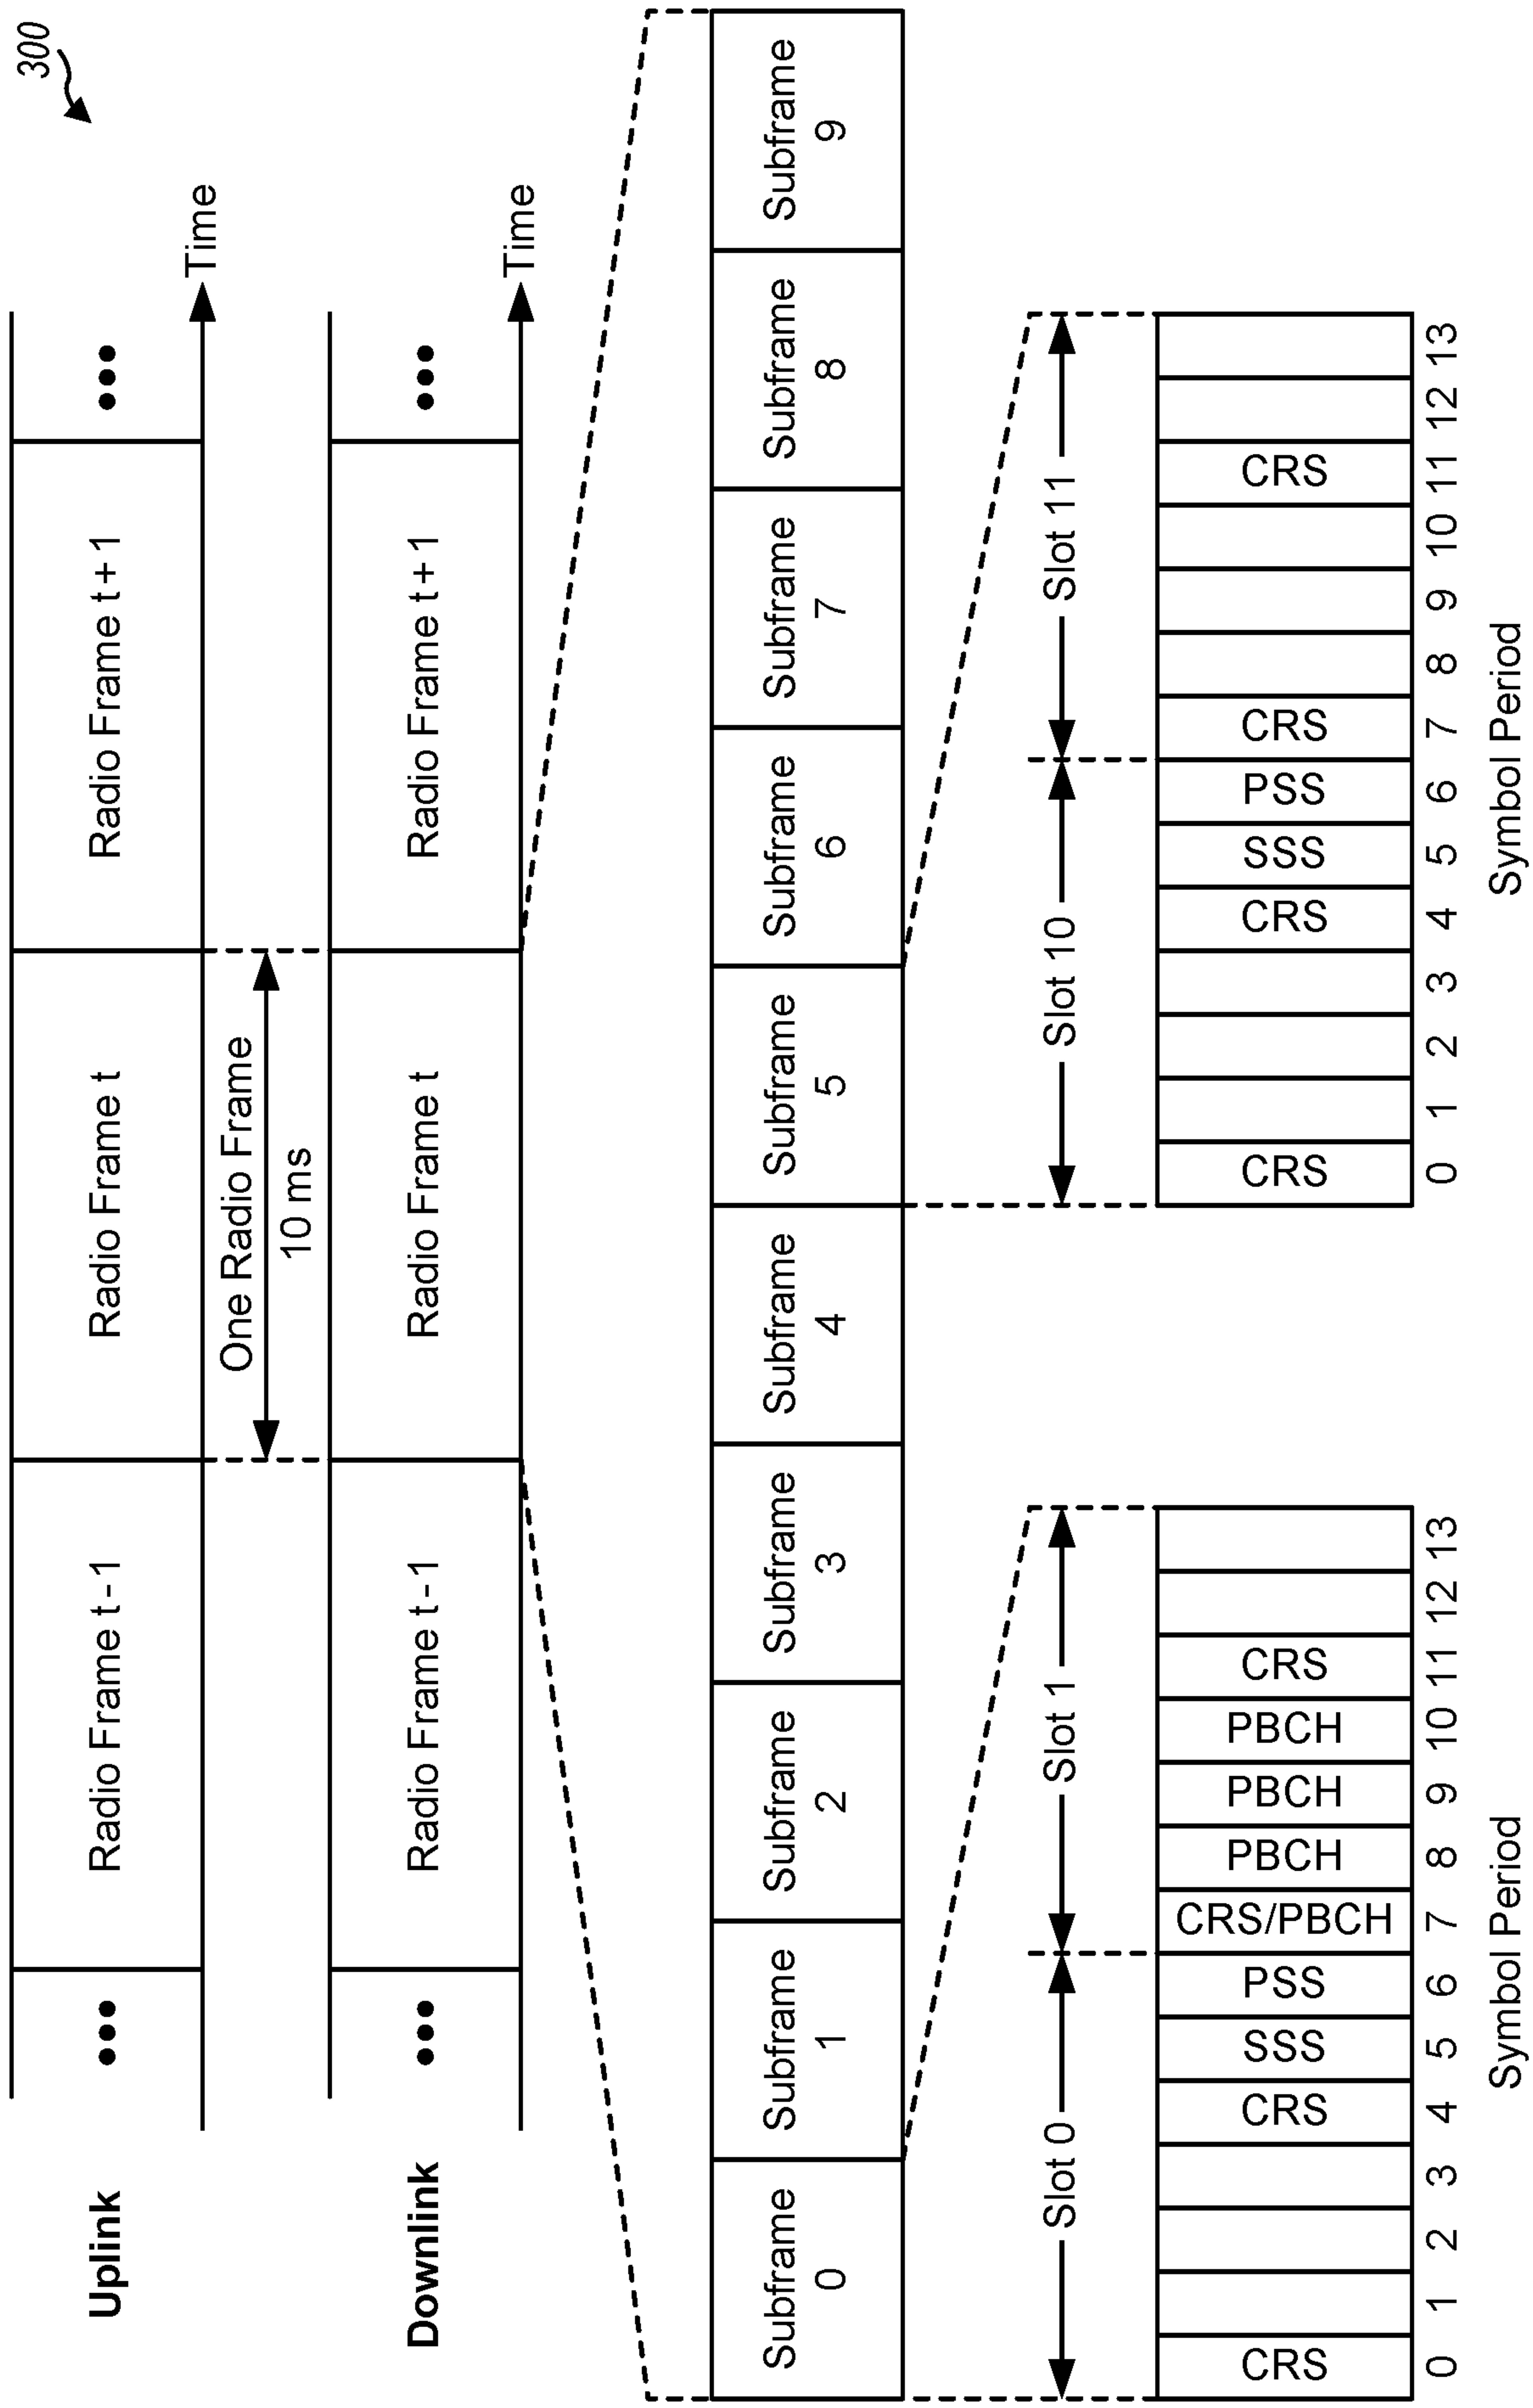 300
Uplink
Radio Frame t-1
Radio Frame t
Radio Frame t+1
Time
One Radio Frame
10 ms
Downlink
Radio Frame t-1
Radio Frame t
Radio Frame t+1
Time
Subframe
0
Subframe
1
Subframe
2
Subframe
3
Subframe
4
Subframe
5
Subframe
6
Subframe
7
Subframe
8
Subframe
9
Slot 0
Slot 1
CRS
CRS
SSS
PSS
CRS/PBCH
PBCH
PBCH
PBCH
CRS
0 1 2 3 4 5 6 7 8 9 10 11 12 13
Symbol Period
Slot 10
Slot 11
CRS
CRS
SSS
PSS
CRS
CRS
0 1 2 3 4 5 6 7 8 9 10 11 12 13
Symbol Period